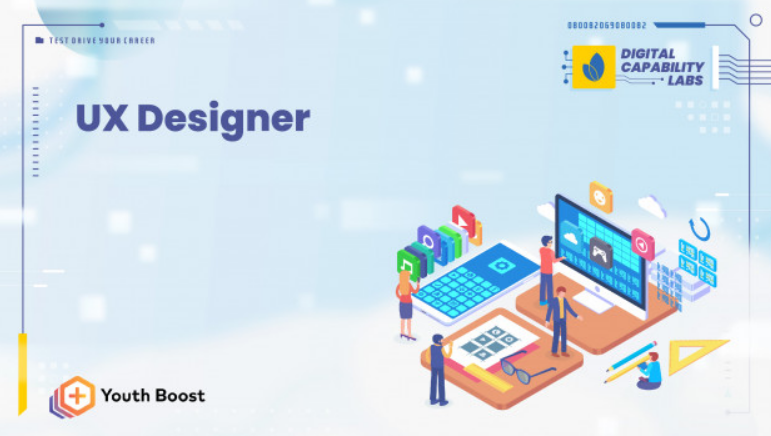 TEST DRIVE YOUR CAREER
080082069080082
DIGITAL
CAPABILITY
LABS
UX Designer
Youth Boost